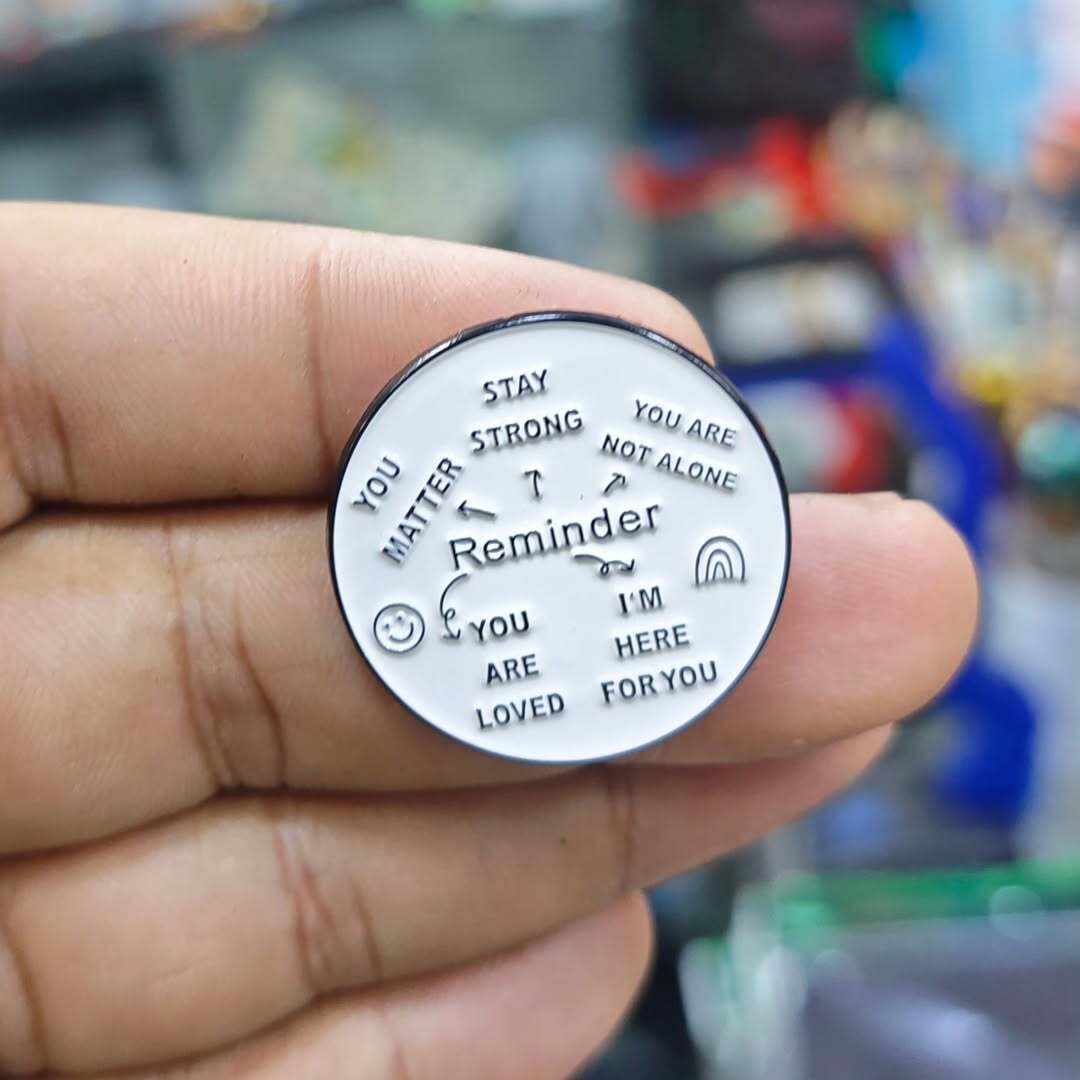 STAY
STRONG
YOU ARE
NOT ALONE
YOU
MATTER
Reminder
YOU
ARE
LOVED
I'M
HERE
FOR YOU